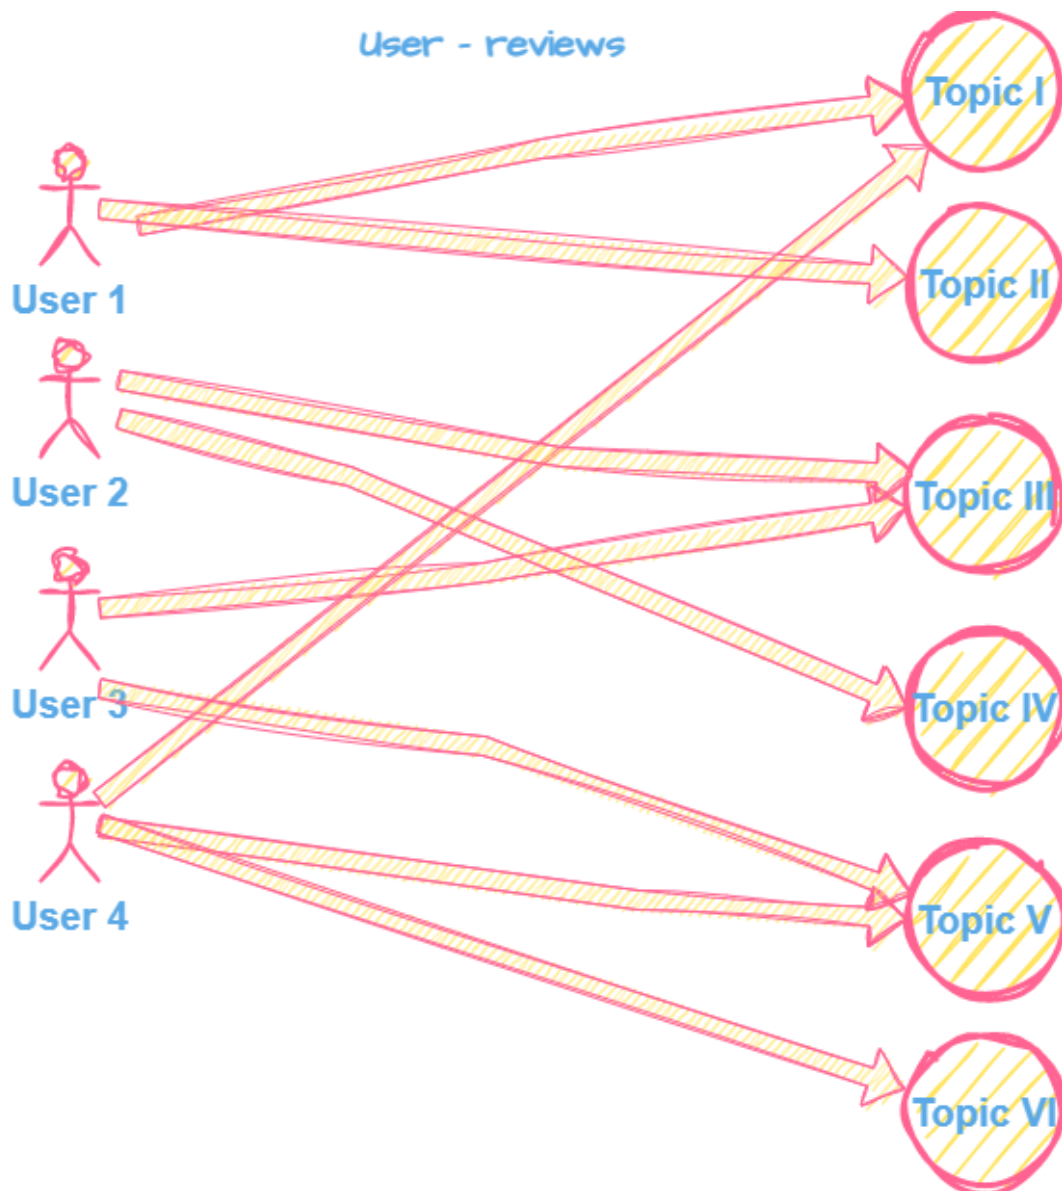 User - reviews
Topic I
User 1
Topic II
User 2
Topic III
User 3
Topic IV
User 4
Topic V
Topic VI